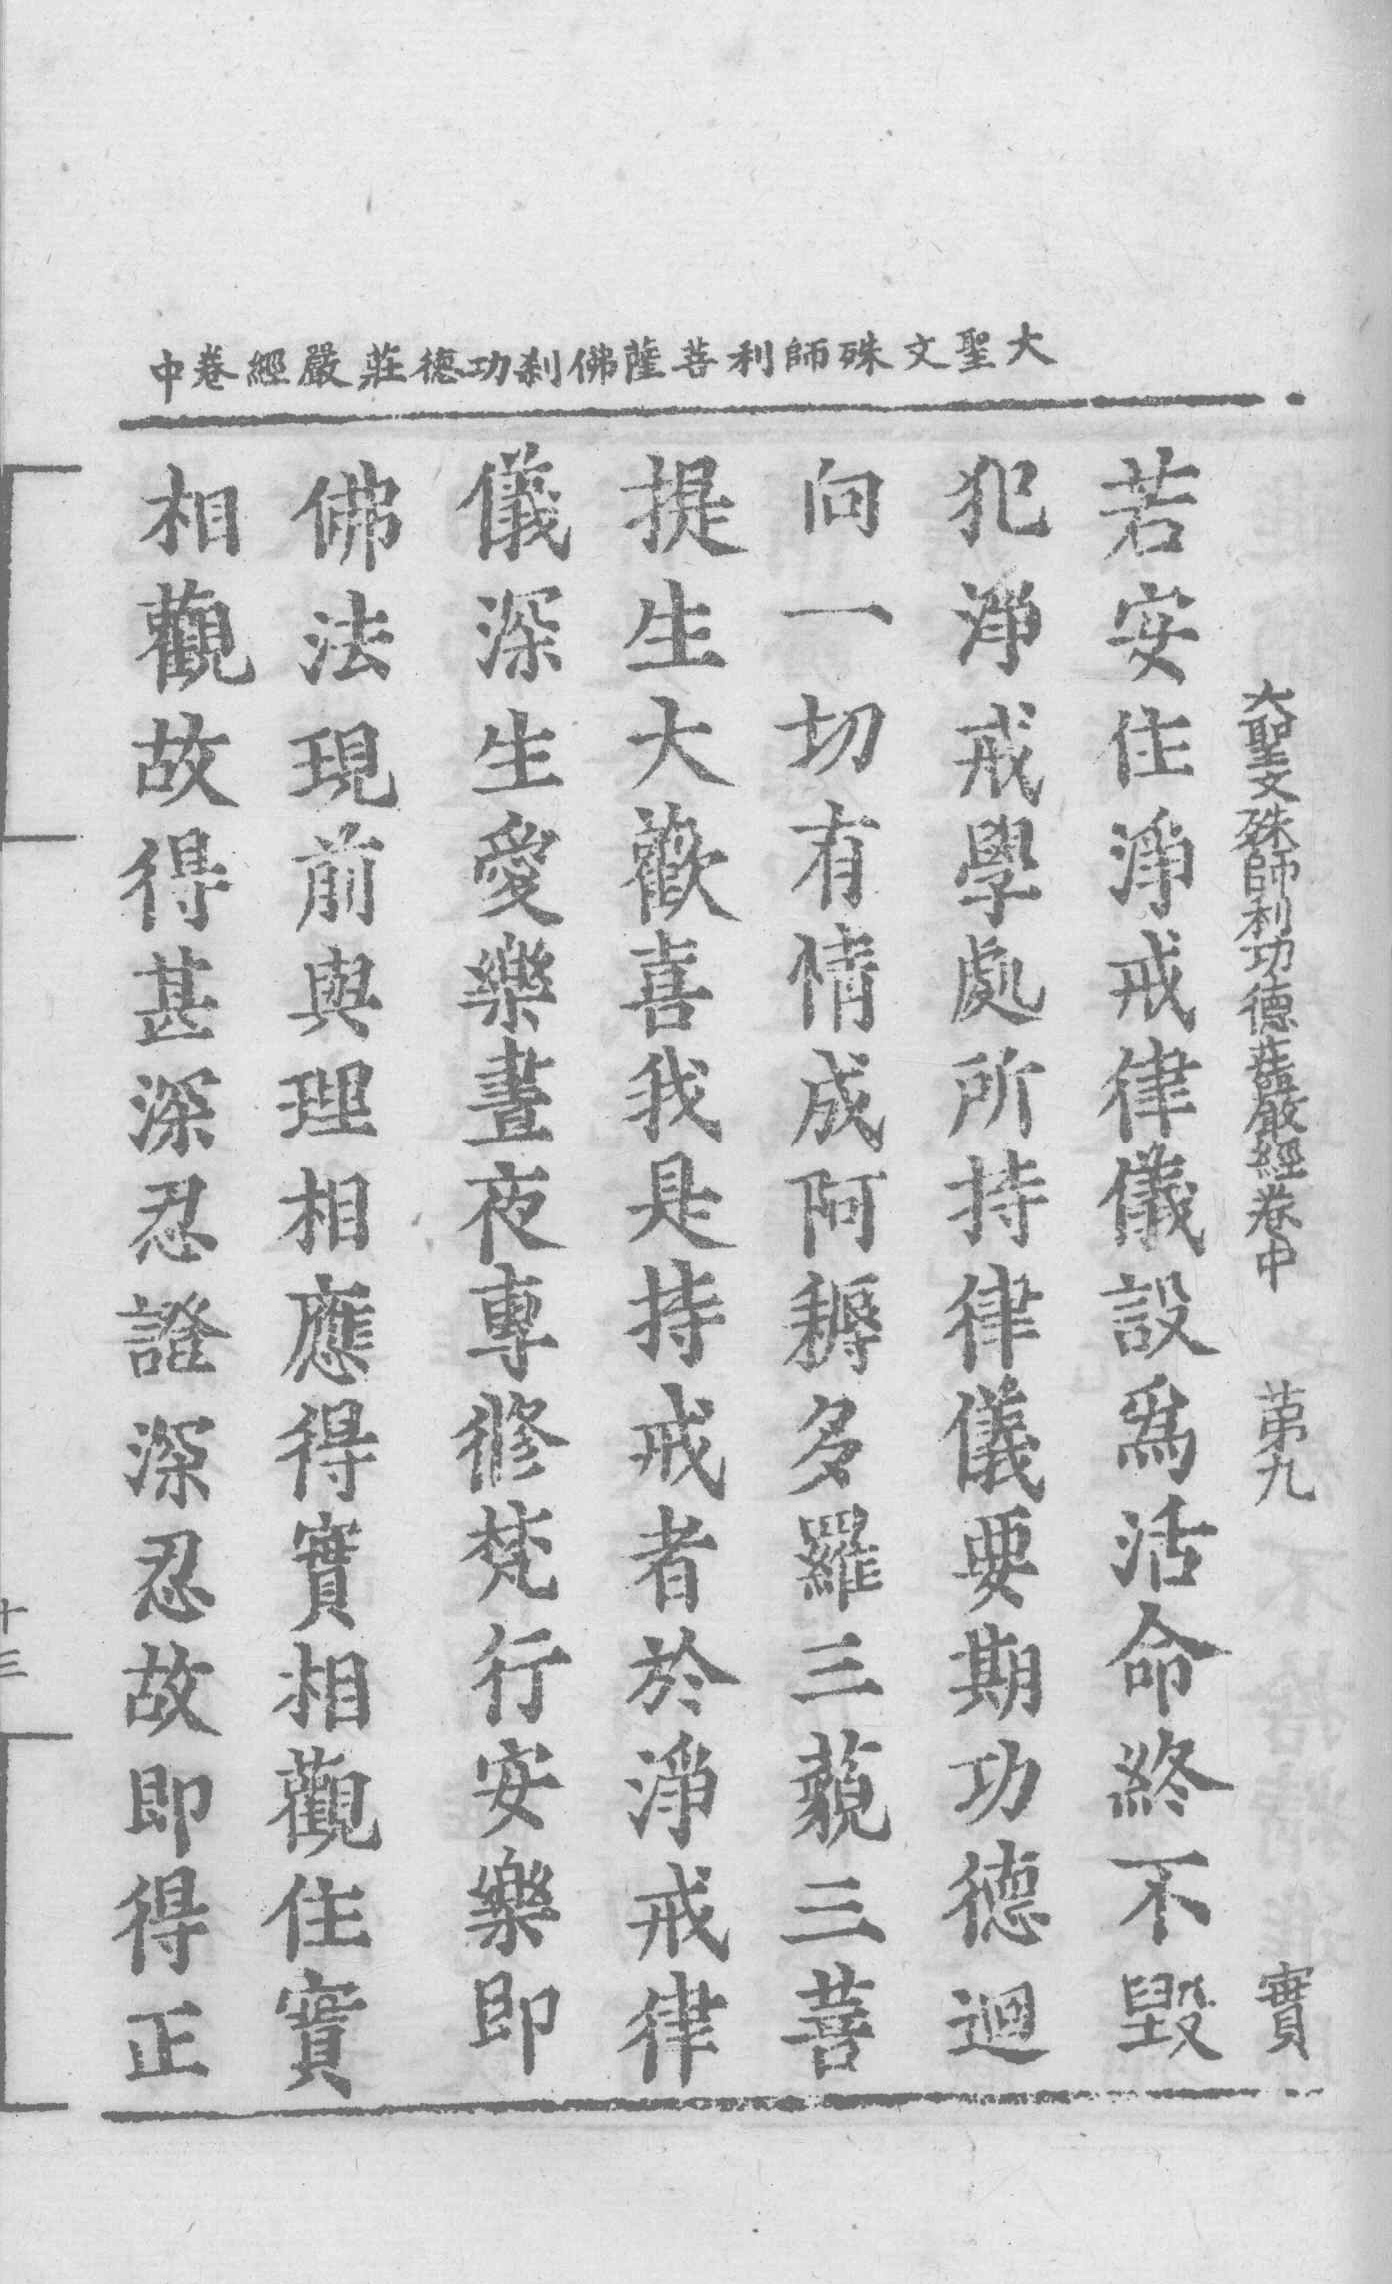 大聖文殊師利菩薩佛刹功德莊嚴經卷中
大聖文殊師利功德莊嚴經卷中 苐九 實
若安住淨戒律儀設爲活命終不毀
犯淨戒學處所持律儀要期功德迴
向一切有情成阿耨多羅三藐三菩
提生大歡喜我是持戒者於淨戒律
儀深生愛樂晝夜專修梵行安樂即
佛法現前與理相應得實相觀住實
相觀故得甚深忍證深忍故即得正
十三